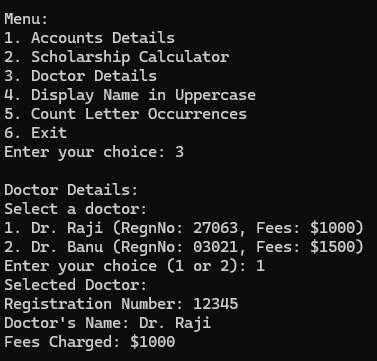 Menu:
1. Accounts Details
2. Scholarship Calculator
3. Doctor Details
4. Display Name in Uppercase
5. Count Letter Occurrences
6. Exit
Enter your choice: 3

Doctor Details:
Select a doctor:
1. Dr. Raji (RegnNo: 27063, Fees: $1000)
2. Dr. Banu (RegnNo: 03021, Fees: $1500)
Enter your choice (1 or 2): 1
Selected Doctor:
Registration Number: 12345
Doctor's Name: Dr. Raji
Fees Charged: $1000